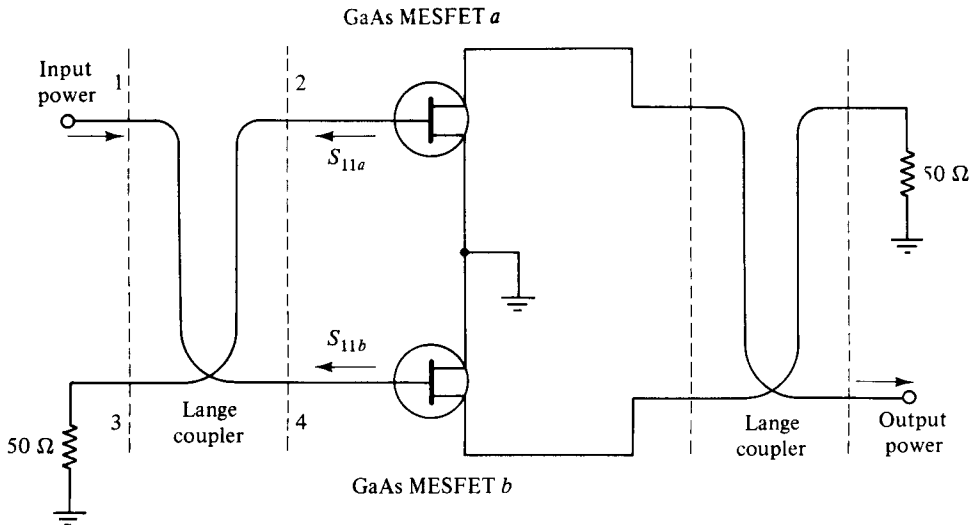 GaAs MESFET a
Input
power
1
2
S11a
50 Ω
S11b
3
Lange
coupler
4
50 Ω
Lange
coupler
Output
power
GaAs MESFET b